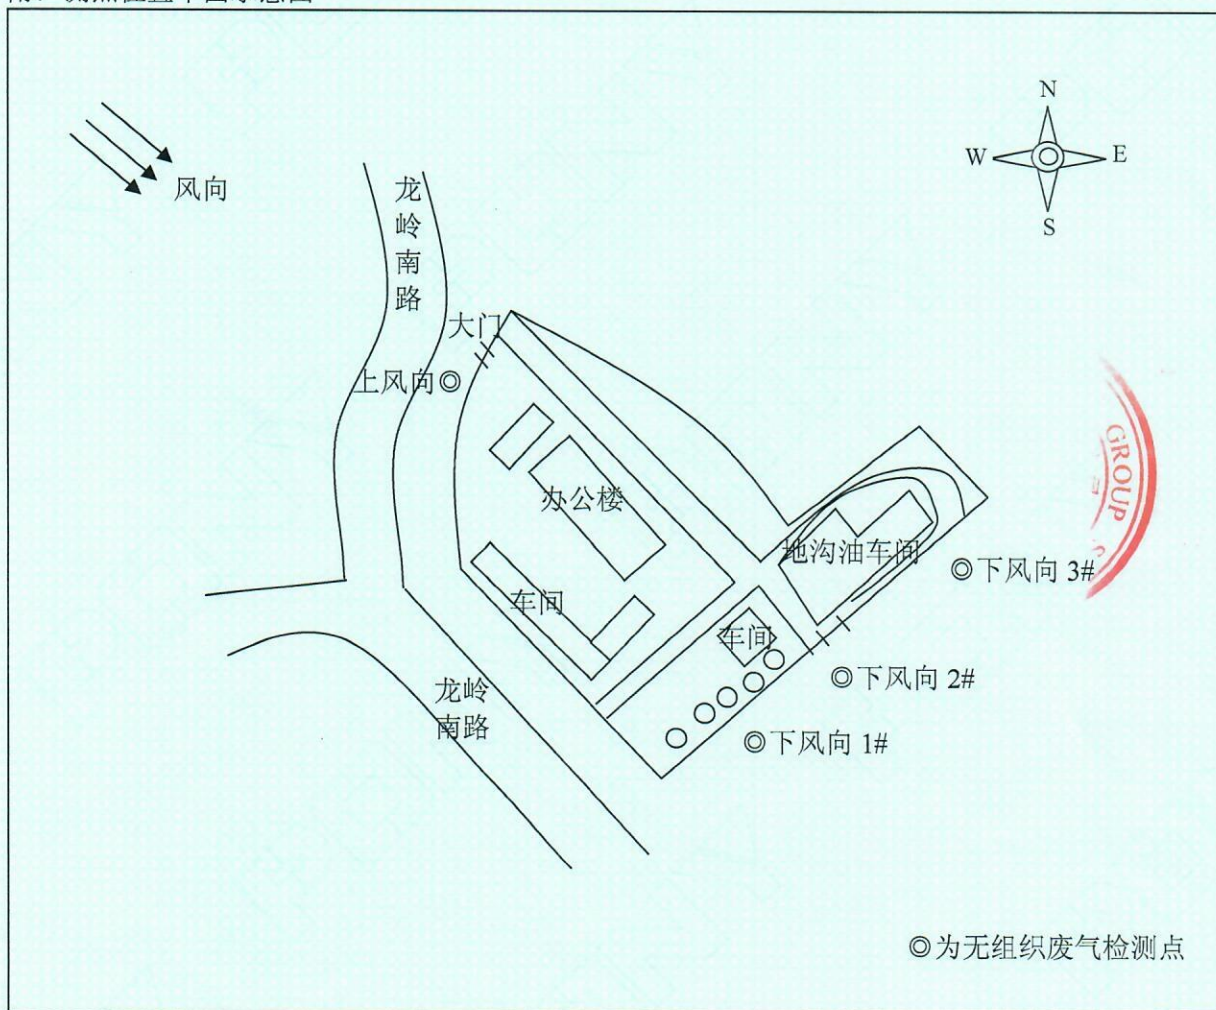 N
W
E
S
风向
龙
岭
南
路
大门
上风向◎
办公楼
地沟油车间
◎下风向 3#
车间
车间
◎下风向 2#
龙岭
南路
◎下风向 1#
GROUP
◎为无组织废气检测点